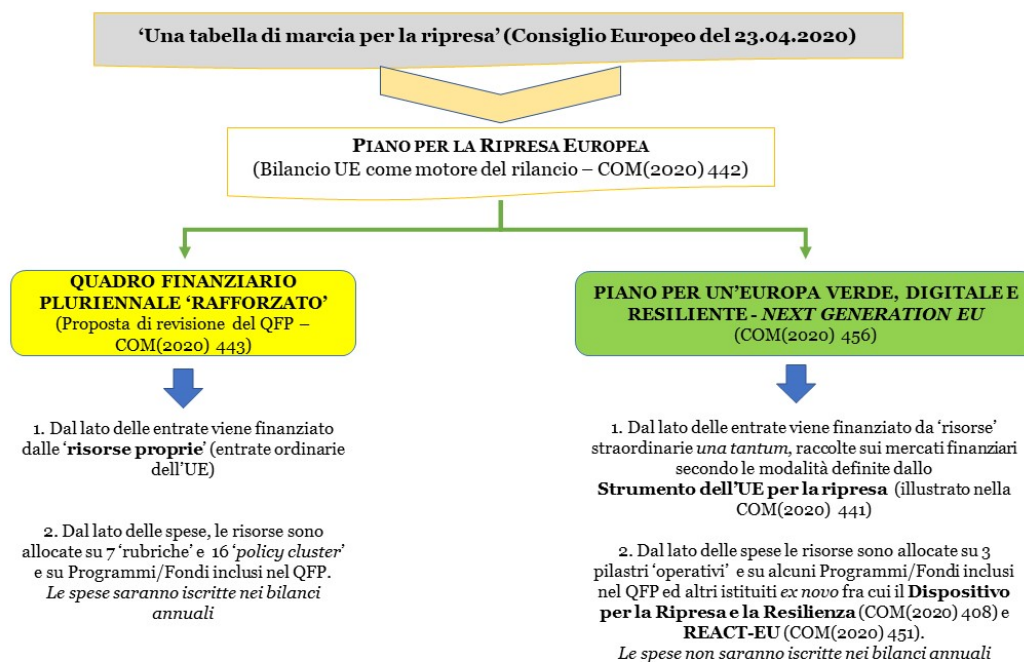 ‘Una tabella di marcia per la ripresa’ (Consiglio Europeo del 23.04.2020)
PIANO PER LA RIPRESA EUROPEA
(Bilancio UE come motore del rilancio – COM(2020) 442)
QUADRO FINANZIARIO
PLURIENNALE ‘RAFFORZATO’
(Proposta di revisione del QFP –
COM(2020) 443)
1. Dal lato delle entrate viene finanziato
dalle ‘risorse proprie’ (entrate ordinarie
dell’UE)
2. Dal lato delle spese, le risorse sono
allocate su 7 ‘rubriche’ e 16 ‘policy cluster’
e su Programmi/Fondi inclusi nel QFP.
Le spese saranno iscritte nei bilanci
annuali
PIANO PER UN’EUROPA VERDE, DIGITALE E
RESILIENTE - NEXT GENERATION EU
(COM(2020) 456)
1. Dal lato delle entrate viene finanziato da ‘risorse’
straordinarie una tantum, raccolte sui mercati finanziari
secondo le modalità definite dallo
Strumento dell’UE per la ripresa (illustrato nella
COM(2020) 441)
2. Dal lato delle spese le risorse sono allocate su 3
pilastri ‘operativi’ e su alcuni Programmi/Fondi inclusi
nel QFP ed altri istituiti ex novo fra cui il Dispositivo
per la Ripresa e la Resilienza (COM(2020) 408) e
REACT-EU (COM(2020) 451).
Le spese non saranno iscritte nei bilanci annuali